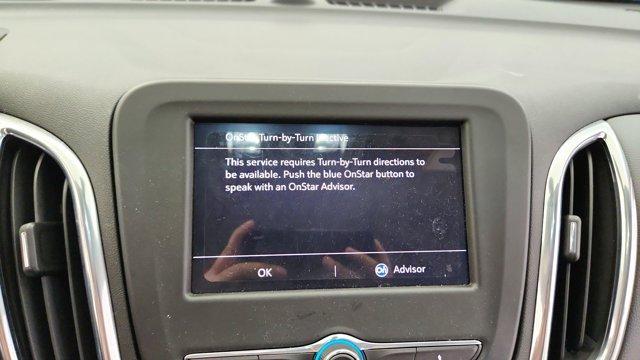 OnStar Turn-by-Turn Inactive
This service requires Turn-by-Turn directions to
be available. Push the blue OnStar button to
speak with an OnStar Advisor.
OK | Advisor